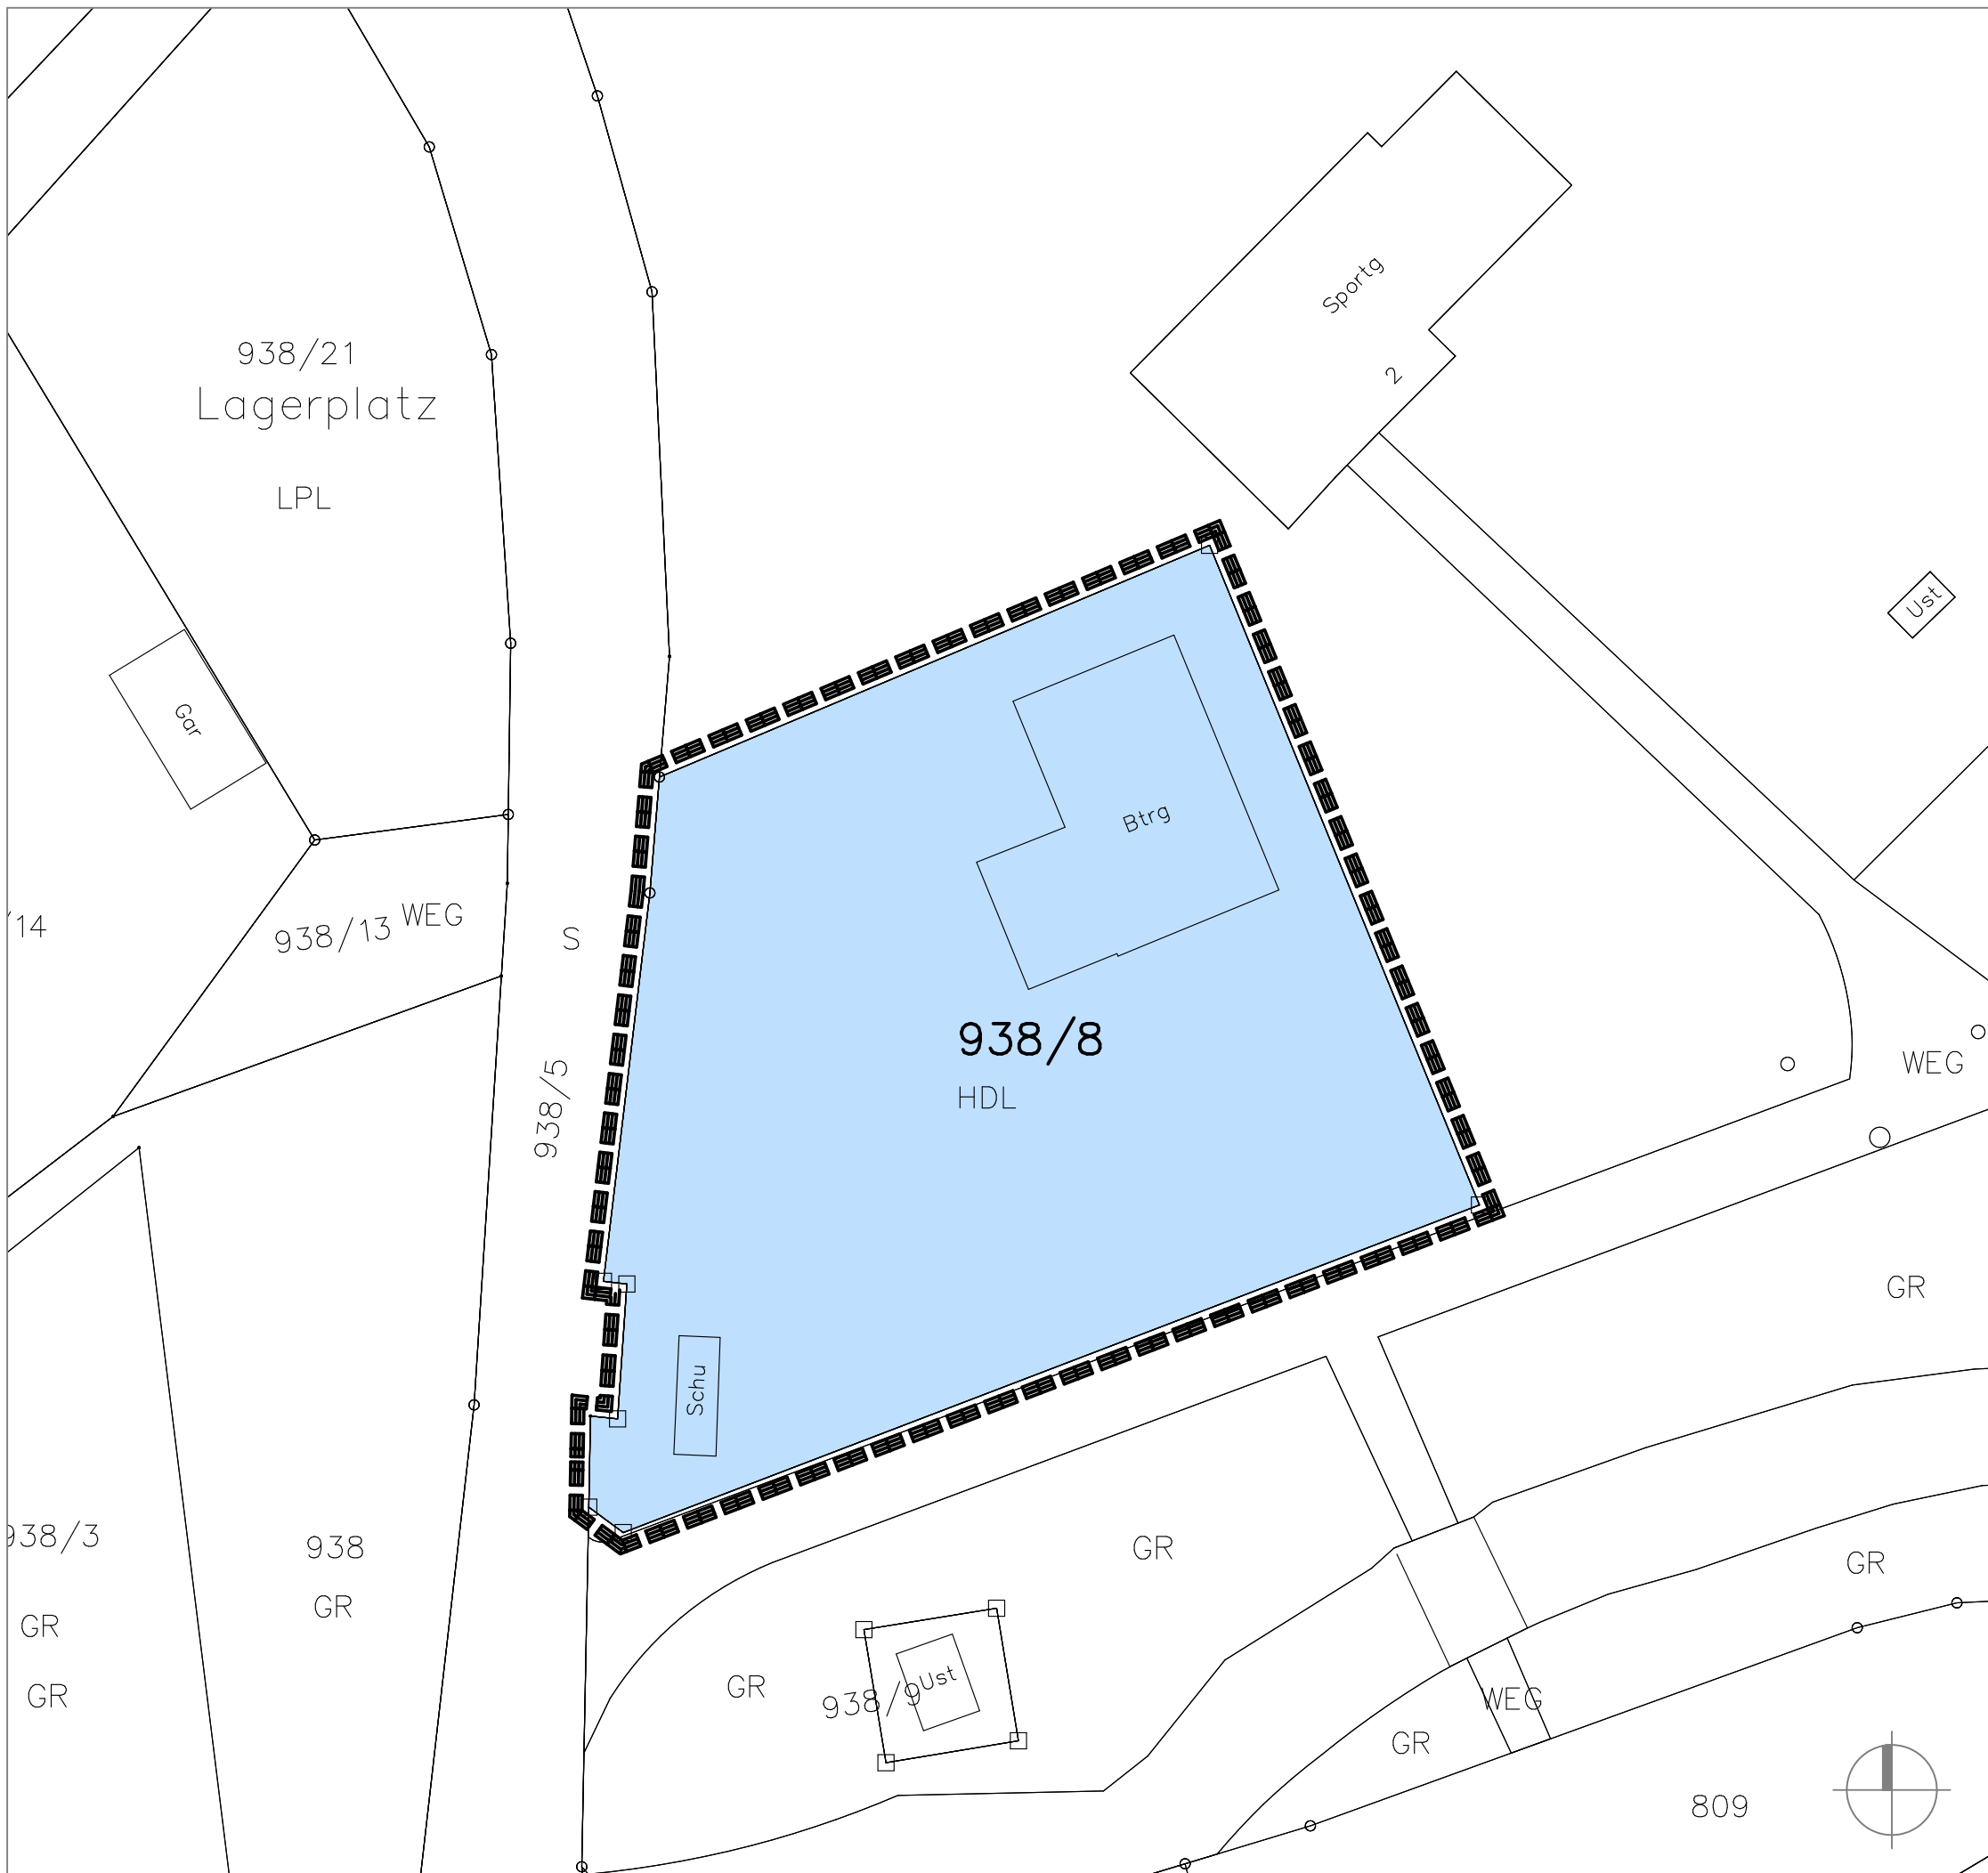 Sportg
938/21
Lagerplatz
2
LPL
Ust
Gar
Btrg
/14
938/13
WEG
S
938/8
WEG
HDL
938/5
GR
Schu
938/3
938
GR
GR
GR
GR
GR
GR
938/9
Ust
WEG
GR
809